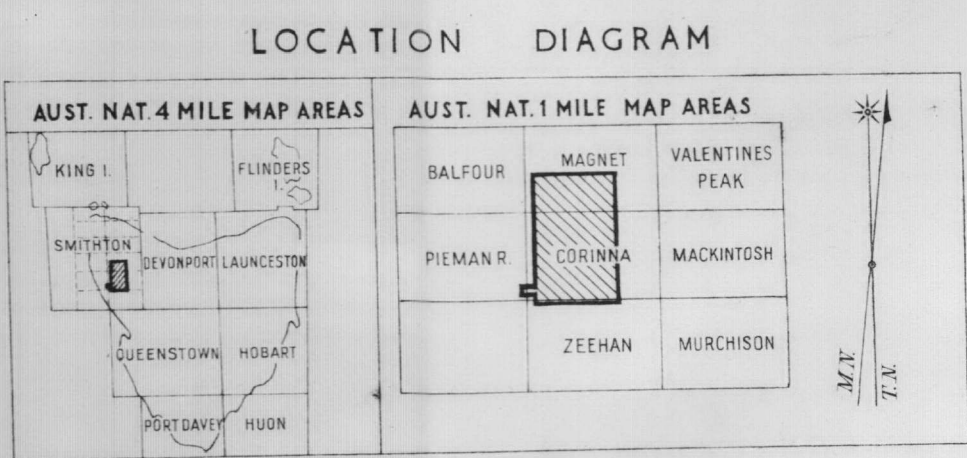 LOCATION DIAGRAM
AUST. NAT. 4 MILE MAP AREAS
KING I.
FLINDERS
I.
SMITHTON
DEVONPORT
LAUNCESTON
QUEENSTOWN
HOBART
PORT DAVEY
HUON
AUST. NAT. 1 MILE MAP AREAS
BALFOUR
MAGNET
VALENTINES
PEAK
PIEMAN R.
CORINNA
MACKINTOSH
ZEEHAN
MURCHISON
M.N.
T.N.